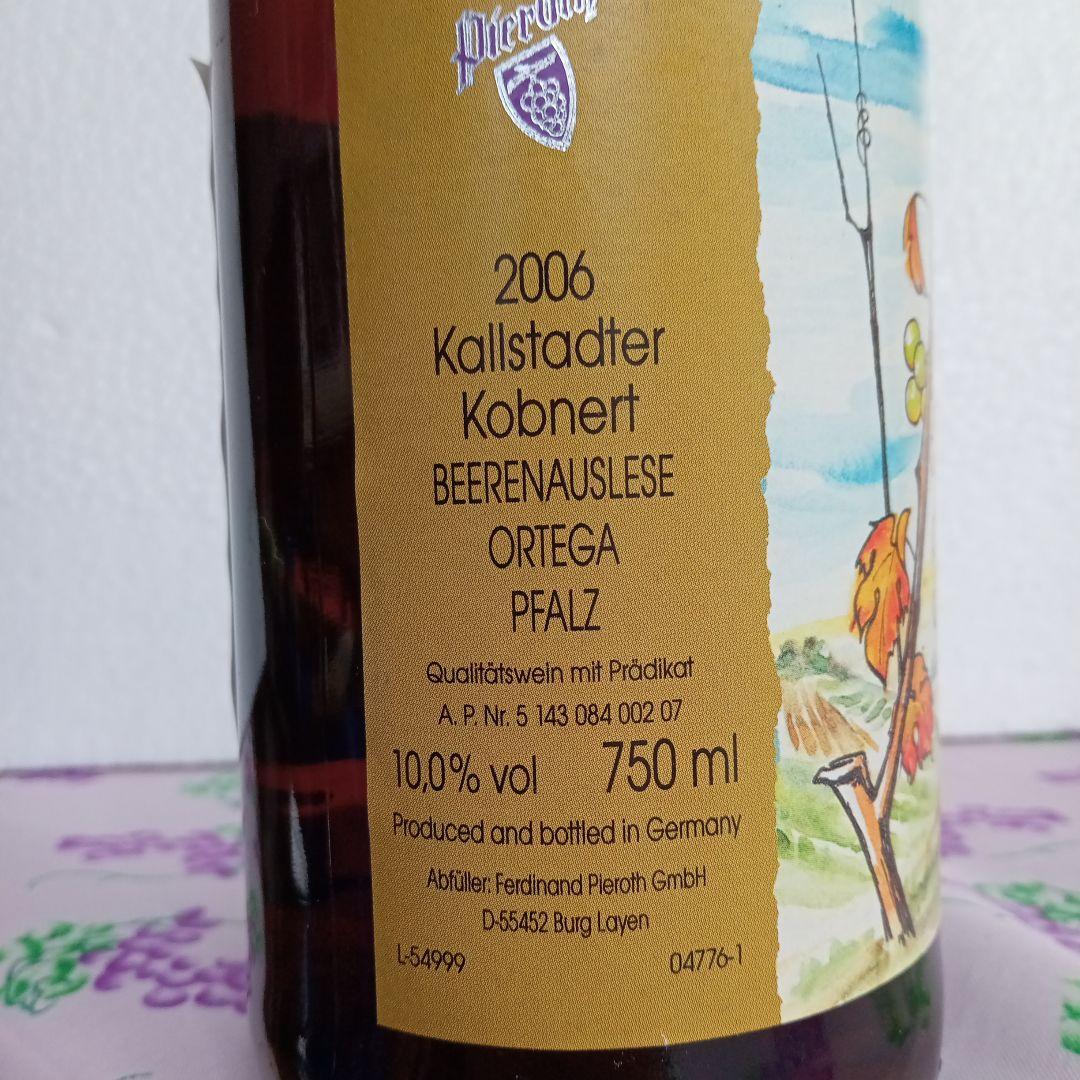 Pieroth
2006
Kallstadter
Kobnert
BEERENAUSLESE
ORTEGA
PFALZ
Qualitätswein mit Prädikat
A. P. Nr. 5 143 084 002 07
10,0% vol 750 ml
Produced and bottled in Germany
Abfüller: Ferdinand Pieroth GmbH
D-55452 Burg Layen
L-54999 04776-1